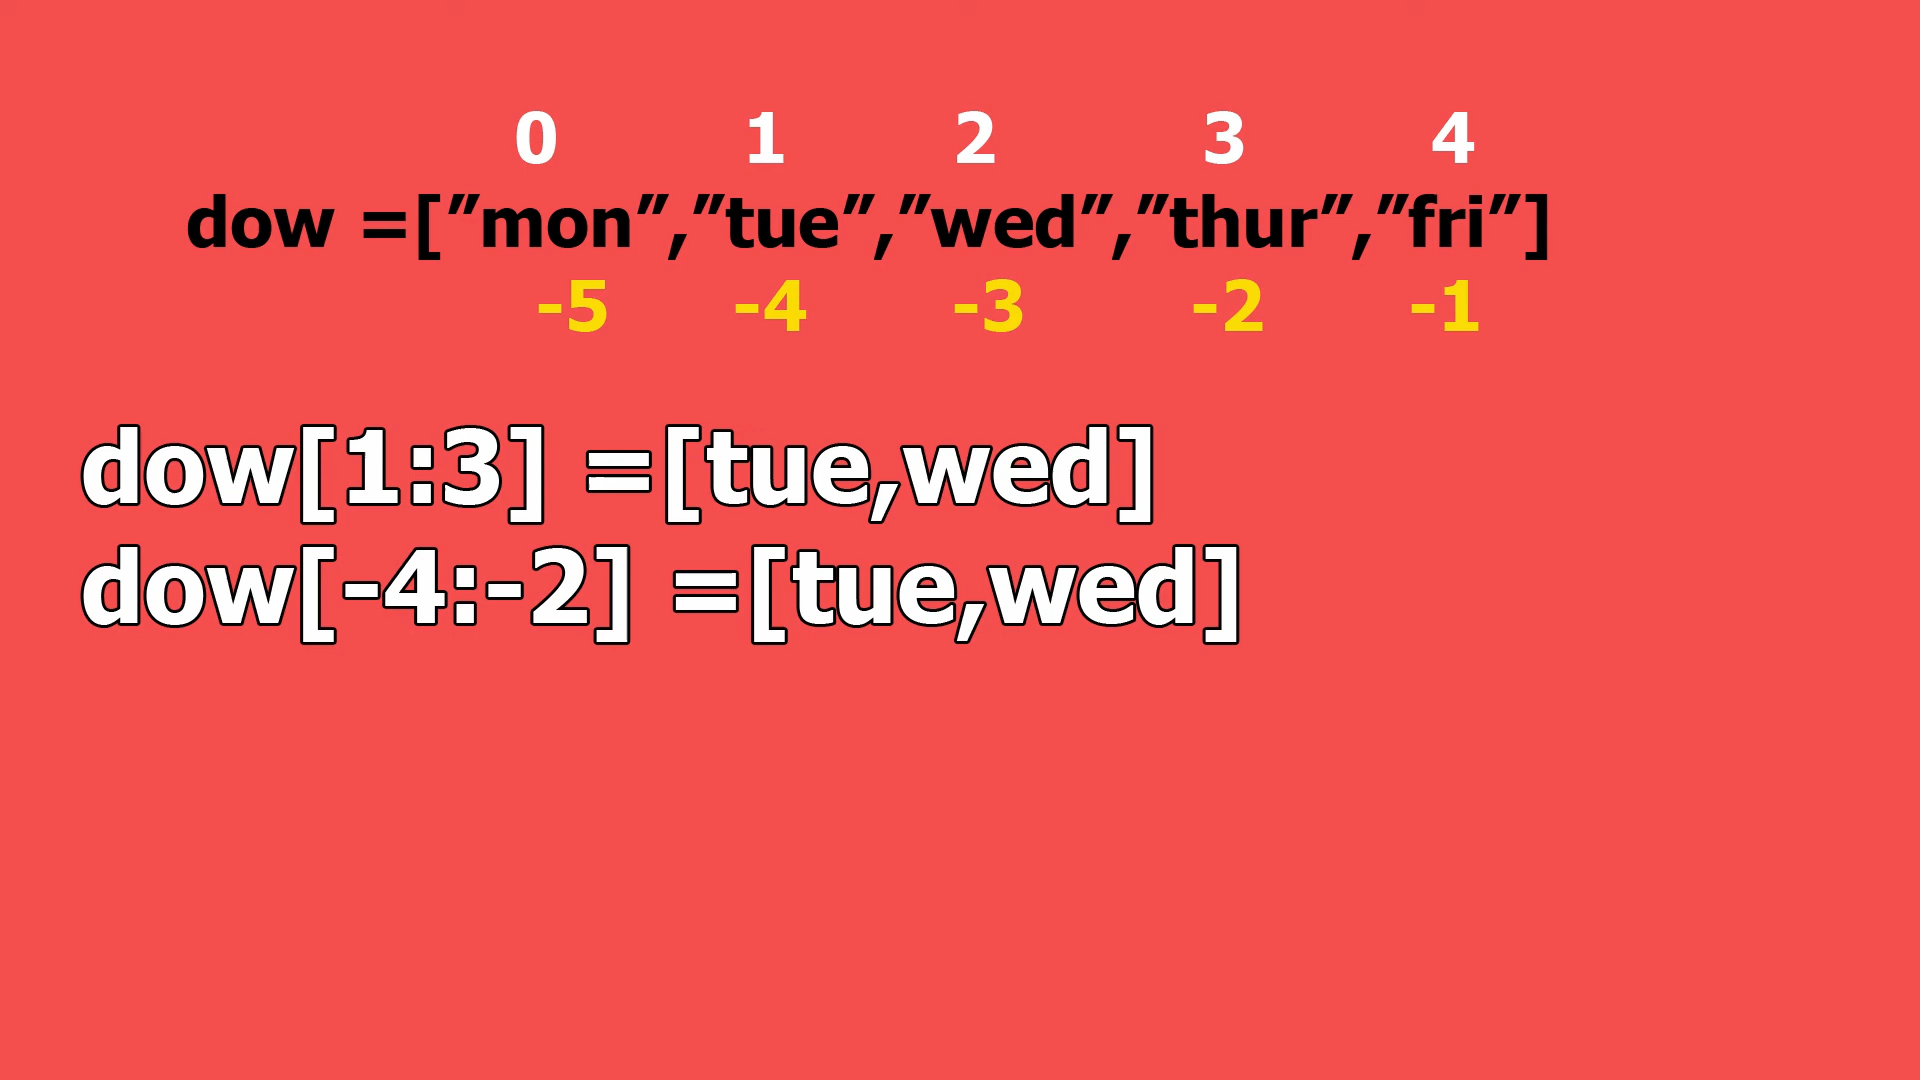 0 1 2 3 4
dow =[″mon″,″tue″,″wed″,″thur″,″fri″]
-5 -4 -3 -2 -1
dow[1:3] =[tue,wed]
dow[-4:-2] =[tue,wed]